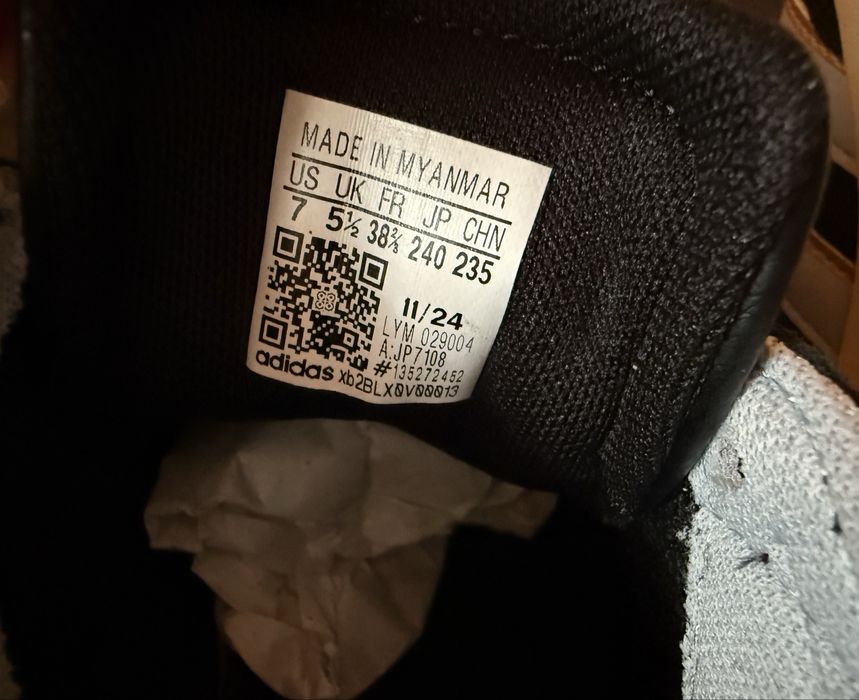 MADE IN MYANMAR
US UK FR JP CHN
7 5½ 38⅔ 240 235
11/24
LYM 029004
A:JP7108
#135272452
adidas xb2BLX0V00013